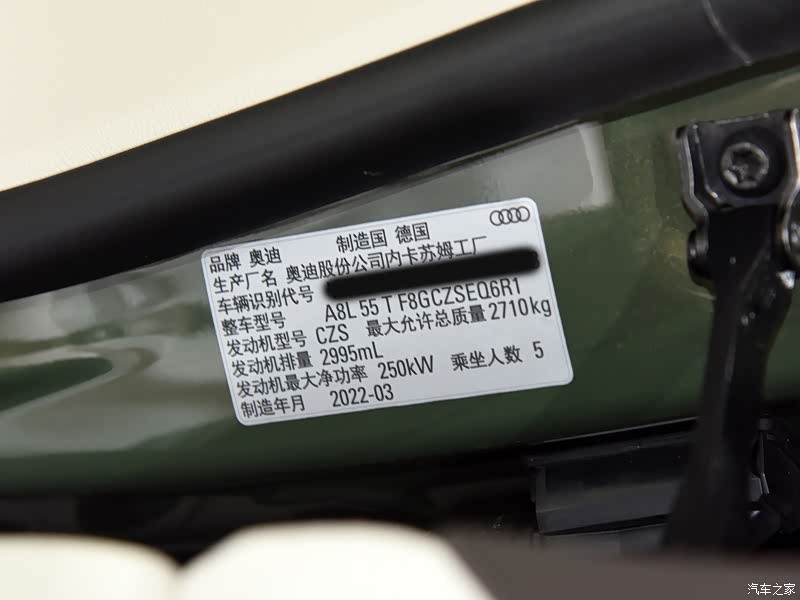 品牌 奥迪 制造国 德国
生产厂名 奥迪股份公司内卡苏姆工厂
车辆识别代号
整车型号 A8L 55 T F8GCZSEQ6R1
发动机型号 CZS 最大允许总质量 2710kg
发动机排量 2995mL
发动机最大净功率 250kW 乘坐人数 5
制造年月 2022-03
汽车之家